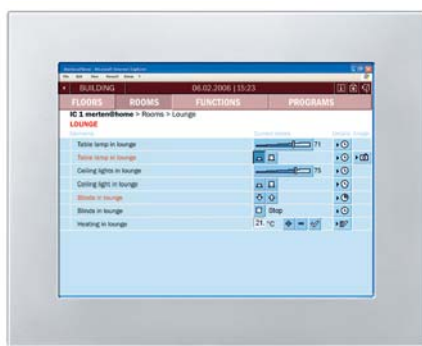 BUILDING 06.02.2006 | 15:23
FLOORS ROOMS FUNCTIONS PROGRAMS
IC 1 merten@home > Rooms > Lounge
LOUNGE
Table lamp in lounge 71
Table lamp in lounge
Ceiling lights in lounge 75
Ceiling light in lounge
Blinds in lounge
Blinds in lounge Stop
Heating in lounge 21. °C